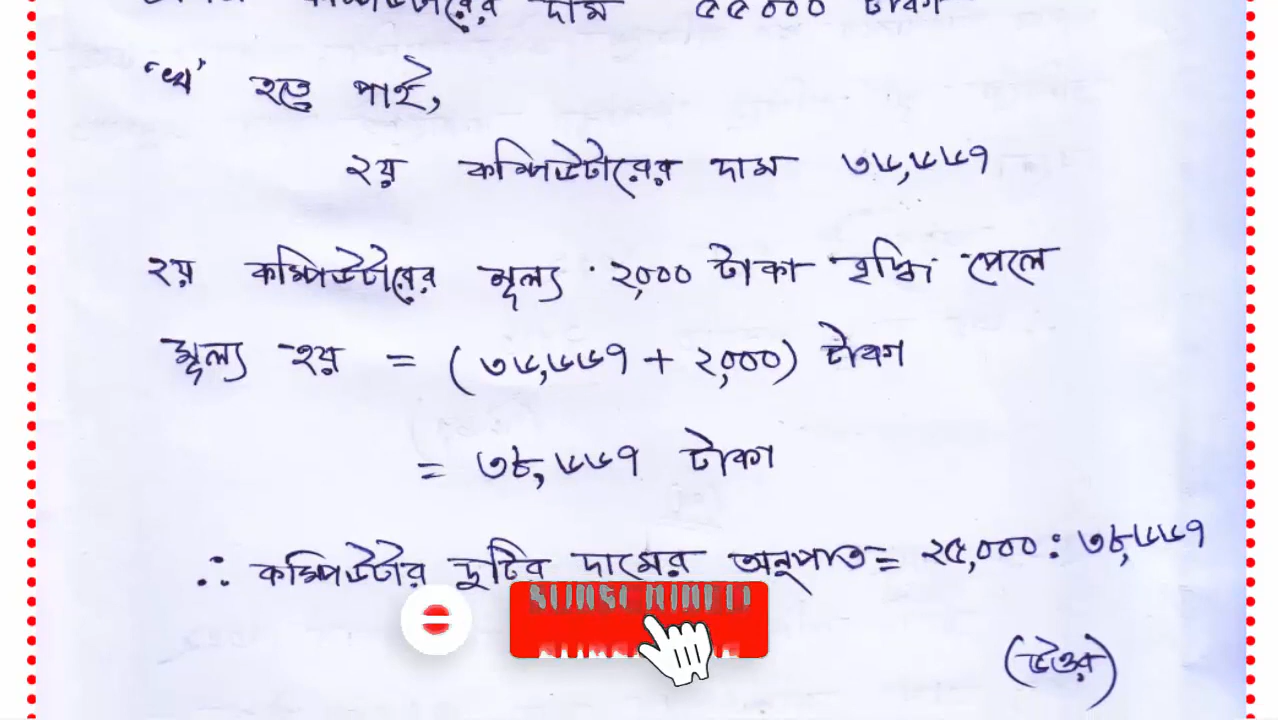 কম্পিউটারের দাম ৫৫০০০ টাকা
'খ' হতে পাই,
২য় কম্পিউটারের দাম ৩৬,৬৬৭
২য় কম্পিউটারের মূল্য ২,০০০ টাকা বৃদ্ধি পেলে
মূল্য হয় = (৩৬,৬৬৭ + ২,০০০) টাকা
= ৩৮,৬৬৭ টাকা
∴ কম্পিউটার দুটির দামের অনুপাত = ২৫,০০০ : ৩৮,৬৬৭
(উত্তর)